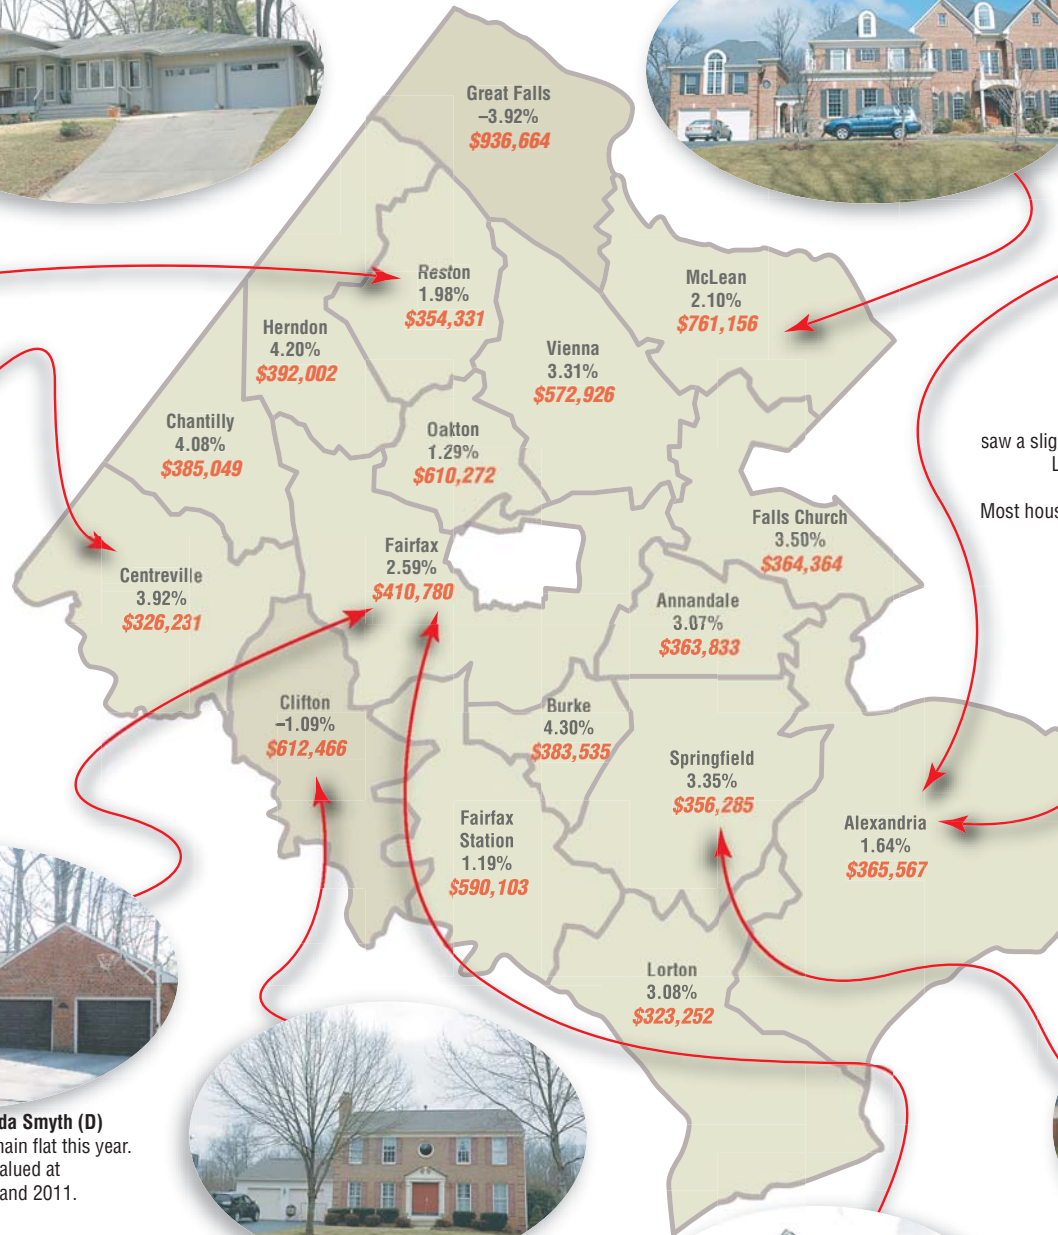 Great Falls
–3.92%
$936,664
Reston
1.98%
$354,331
McLean
2.10%
$761,156
Herndon
4.20%
$392,002
Vienna
3.31%
$572,926
Chantilly
4.08%
$385,049
Oakton
1.29%
$610,272
saw a slig
L
Most hous
Falls Church
3.50%
$364,364
Fairfax
2.59%
$410,780
Centreville
3.92%
$326,231
Annandale
3.07%
$363,833
Clifton
–1.09%
$612,466
Burke
4.30%
$383,535
Springfield
3.35%
$356,285
Fairfax
Station
1.19%
$590,103
Alexandria
1.64%
$365,567
Lorton
3.08%
$323,252
da Smyth (D)
nain flat this year.
alued at
and 2011.